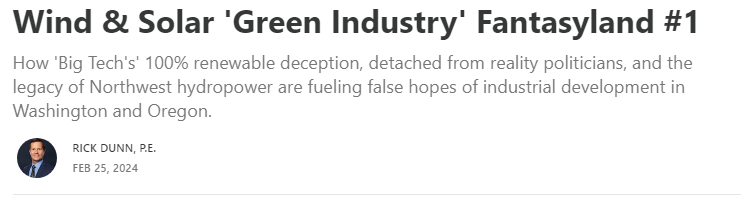 Wind & Solar 'Green Industry' Fantasyland #1
How 'Big Tech's' 100% renewable deception, detached from reality politicians, and the
legacy of Northwest hydropower are fueling false hopes of industrial development in
Washington and Oregon.
RICK DUNN, P.E.
FEB 25, 2024